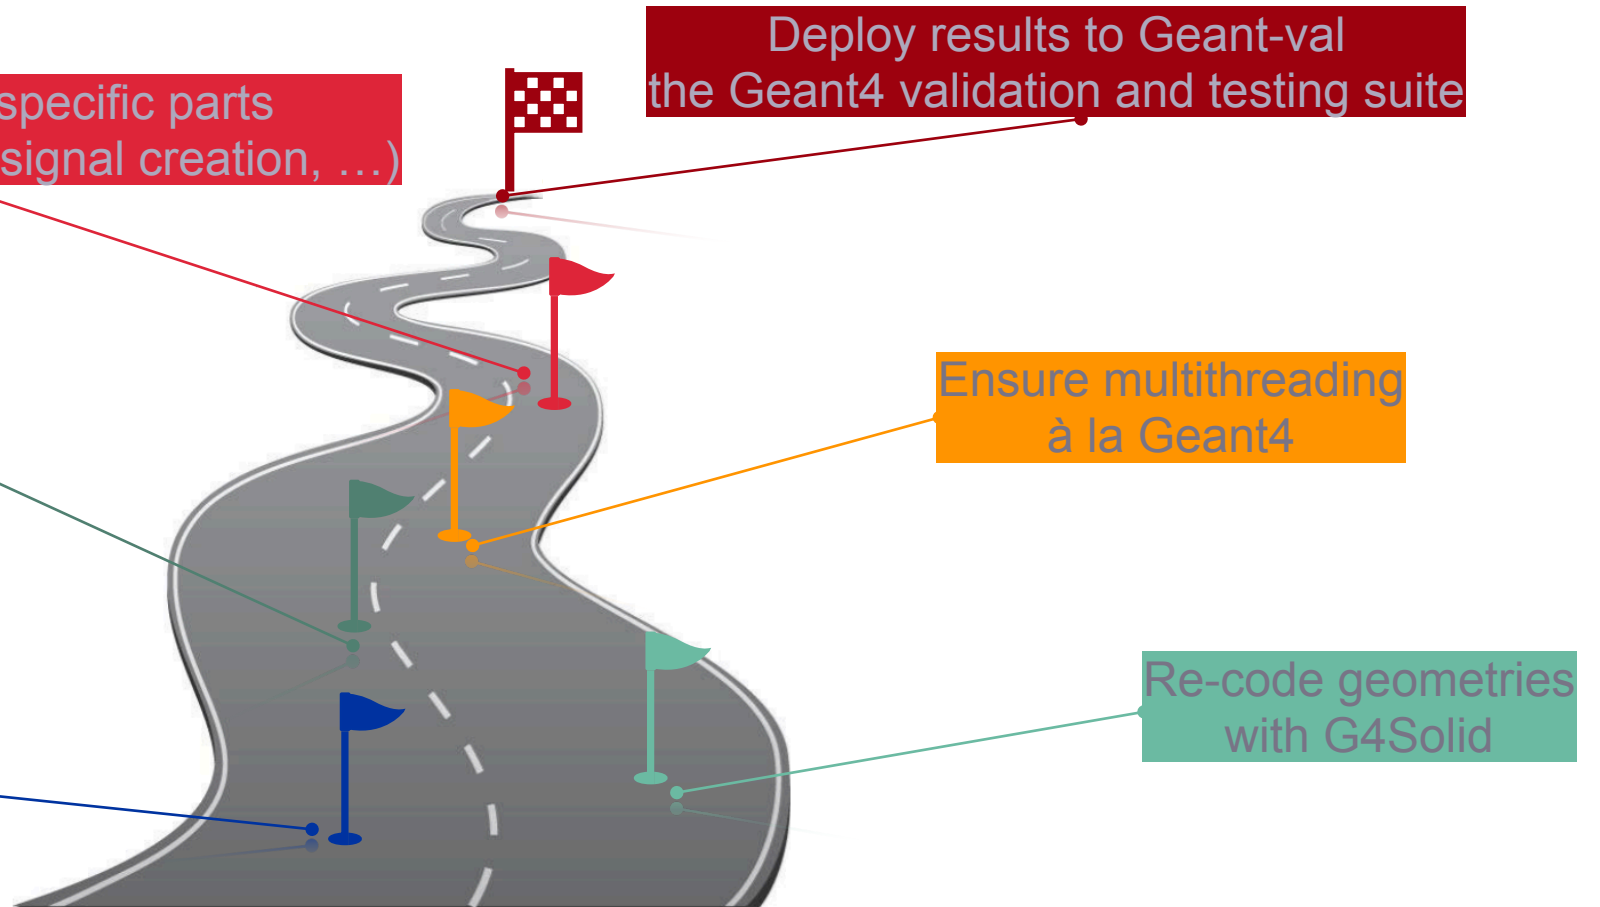 Deploy results to Geant-val
the Geant4 validation and testing suite
specific parts
signal creation, …)
Ensure multithreading
à la Geant4
Re-code geometries
with G4Solid